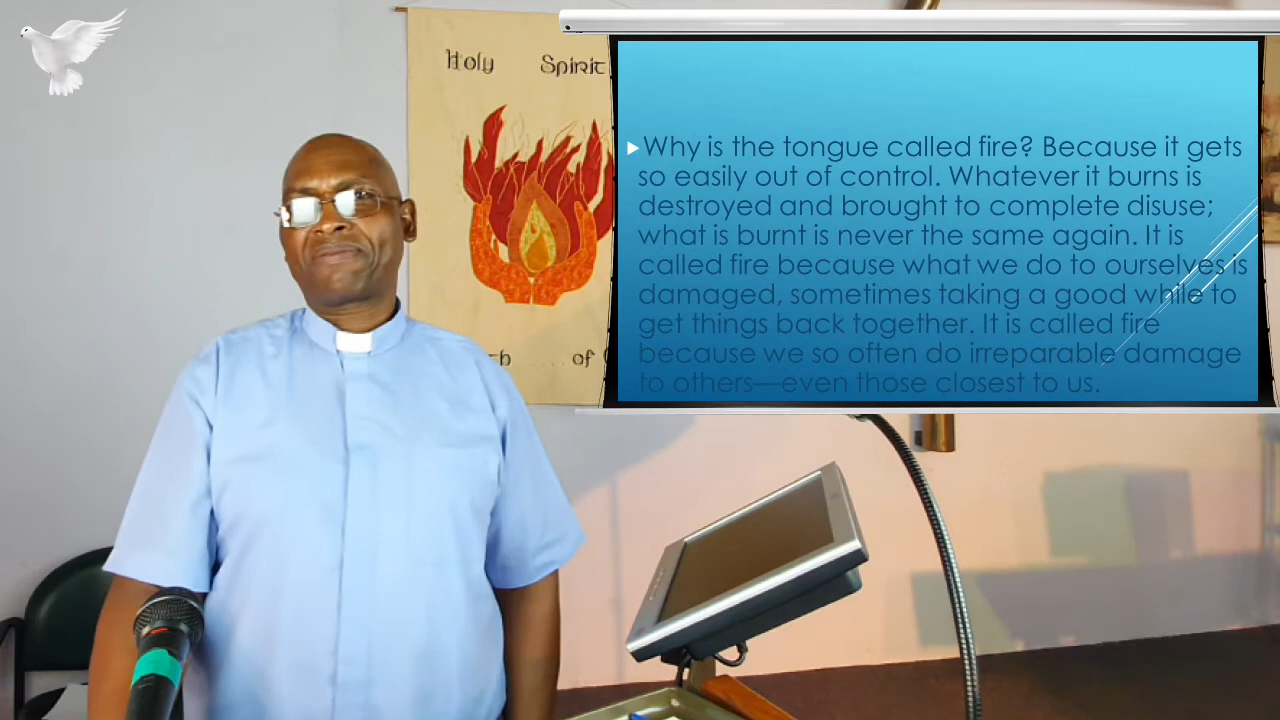 Holy Spirit
Why is the tongue called fire? Because it gets
so easily out of control. Whatever it burns is
destroyed and brought to complete disuse;
what is burnt is never the same again. It is
called fire because what we do to ourselves is
damaged, sometimes taking a good while to
get things back together. It is called fire
because we so often do irreparable damage
to others—even those closest to us.
of